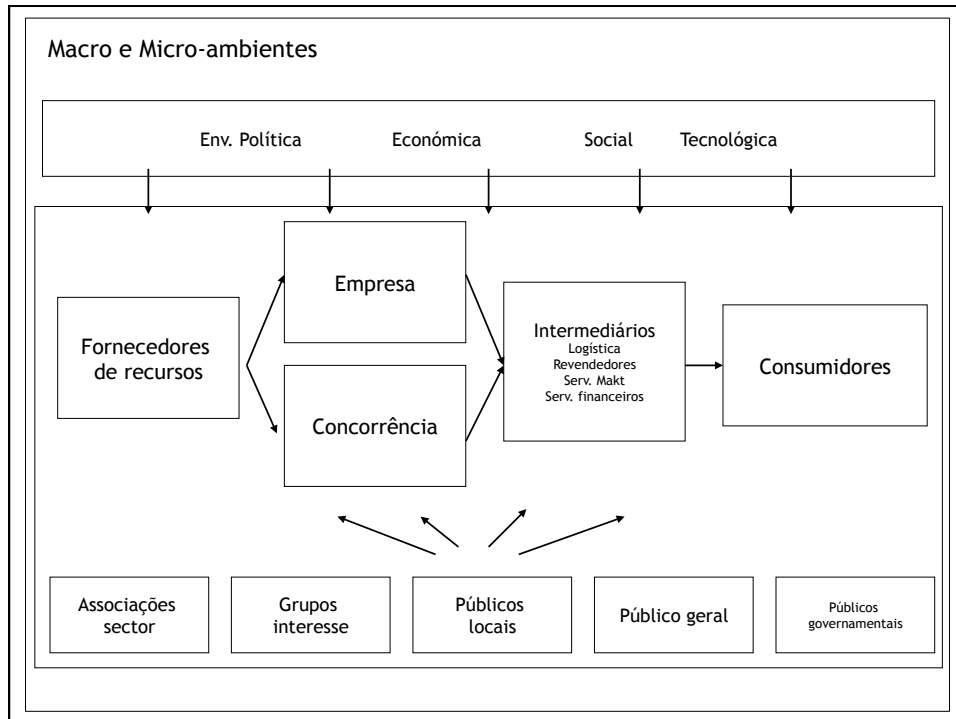 Macro e Micro-ambientes
Env. Política Económica Social Tecnológica
Empresa
Fornecedores
de recursos
Concorrência
Intermediários
Logística
Revendedores
Serv. Makt
Serv. financeiros
Consumidores
Associações
sector
Grupos
interesse
Públicos
locais
Público geral
Públicos
governamentais